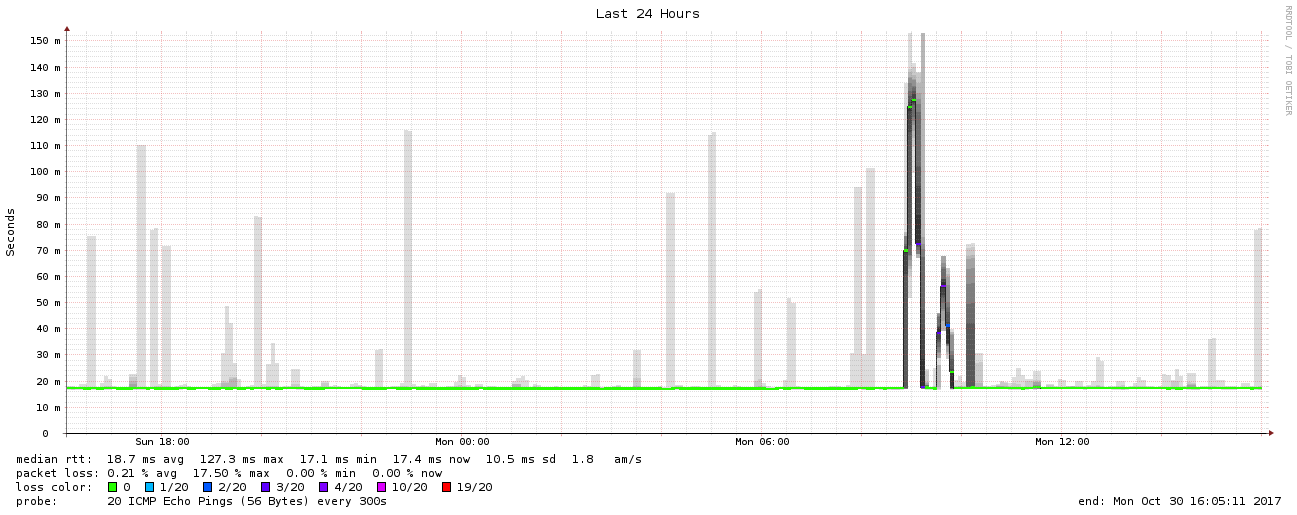 Last 24 Hours
RRDTOOL / TOBI OETIKER
Seconds
150 m
140 m
130 m
120 m
110 m
100 m
90 m
80 m
70 m
60 m
50 m
40 m
30 m
20 m
10 m
0
Sun 18:00 Mon 00:00 Mon 06:00 Mon 12:00
median rtt: 18.7 ms avg 127.3 ms max 17.1 ms min 17.4 ms now 10.5 ms sd 1.8 am/s
packet loss: 0.21 % avg 17.50 % max 0.00 % min 0.00 % now
loss color: 0 1/20 2/20 3/20 4/20 10/20 19/20
probe: 20 ICMP Echo Pings (56 Bytes) every 300s end: Mon Oct 30 16:05:11 2017